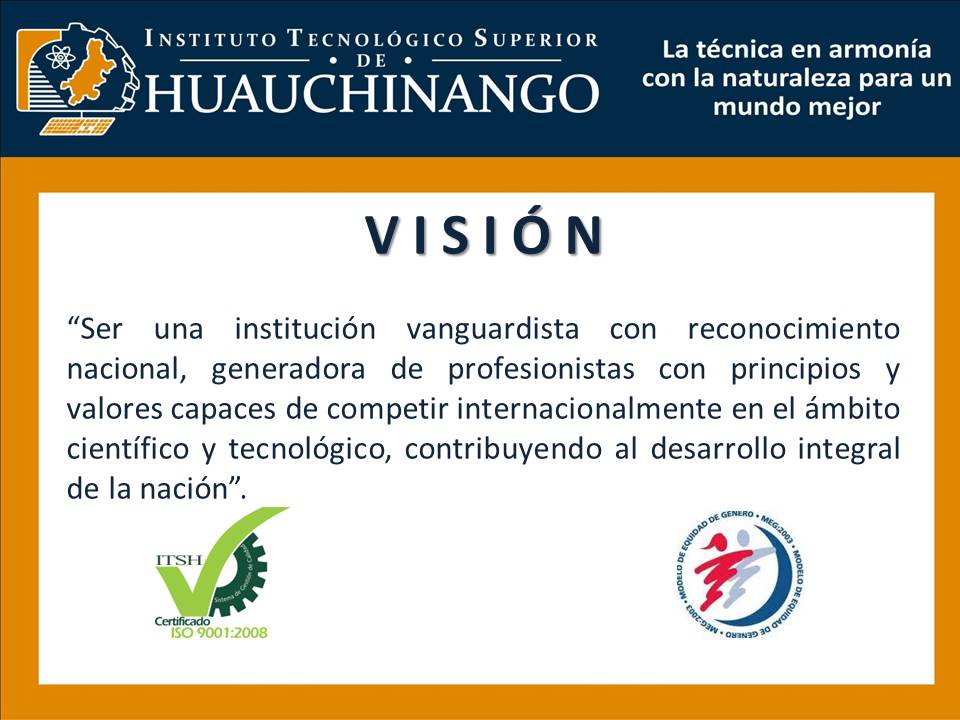 INSTITUTO TECNOLÓGICO SUPERIOR
• DE •
HUAUCHINANGO
La técnica en armonía
con la naturaleza para un
mundo mejor
VISIÓN
“Ser una institución vanguardista con reconocimiento
nacional, generadora de profesionistas con principios y
valores capaces de competir internacionalmente en el ámbito
científico y tecnológico, contribuyendo al desarrollo integral
de la nación”.
ITSH
Sistema de Gestión de Calidad
Certificado
ISO 9001:2008
MODELO DE EQUIDAD DE GENERO • MEG:2003 • MODELO DE EQUIDAD DE GENERO • MEG:2003 •